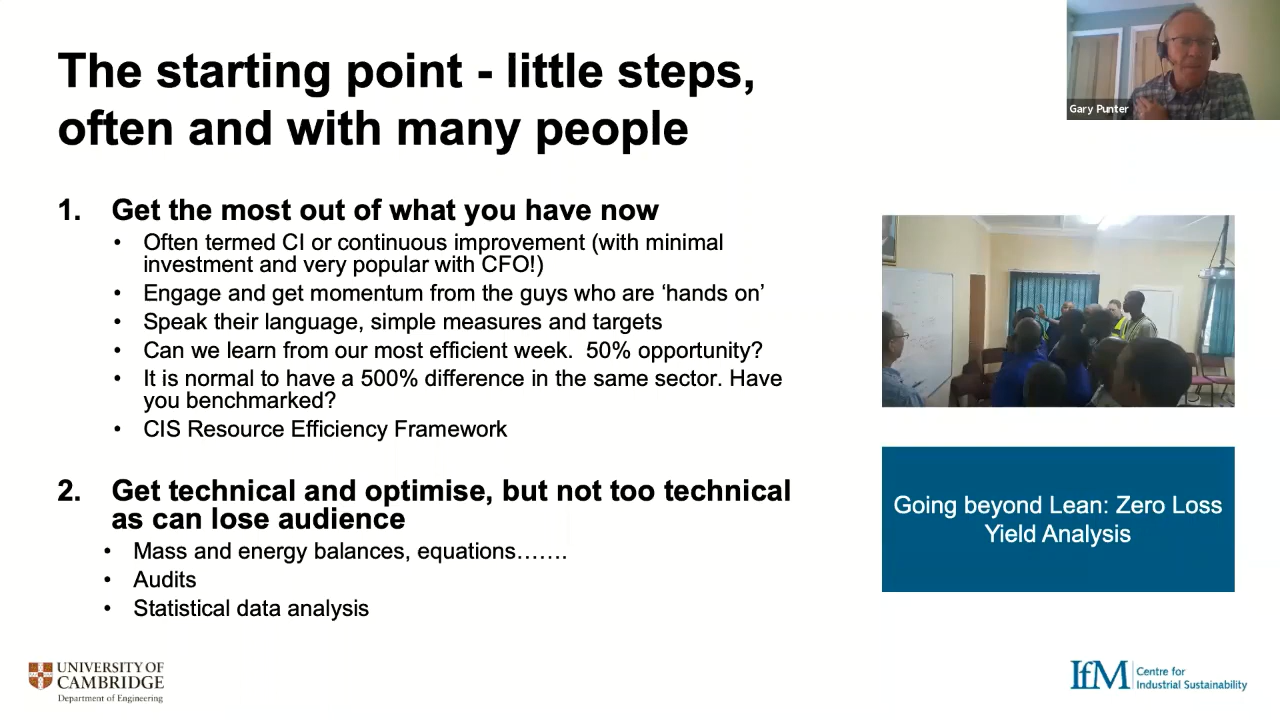 The starting point - little steps,
often and with many people
Gary Punter
1. Get the most out of what you have now
• Often termed CI or continuous improvement (with minimal
investment and very popular with CFO!)
• Engage and get momentum from the guys who are ‘hands on’
• Speak their language, simple measures and targets
• Can we learn from our most efficient week.  50% opportunity?
• It is normal to have a 500% difference in the same sector. Have
you benchmarked?
• CIS Resource Efficiency Framework
2. Get technical and optimise, but not too technical
as can lose audience
• Mass and energy balances, equations…….
• Audits
• Statistical data analysis
Going beyond Lean: Zero Loss
Yield Analysis
UNIVERSITY OF
CAMBRIDGE
Department of Engineering
IfM
Centre for
Industrial Sustainability